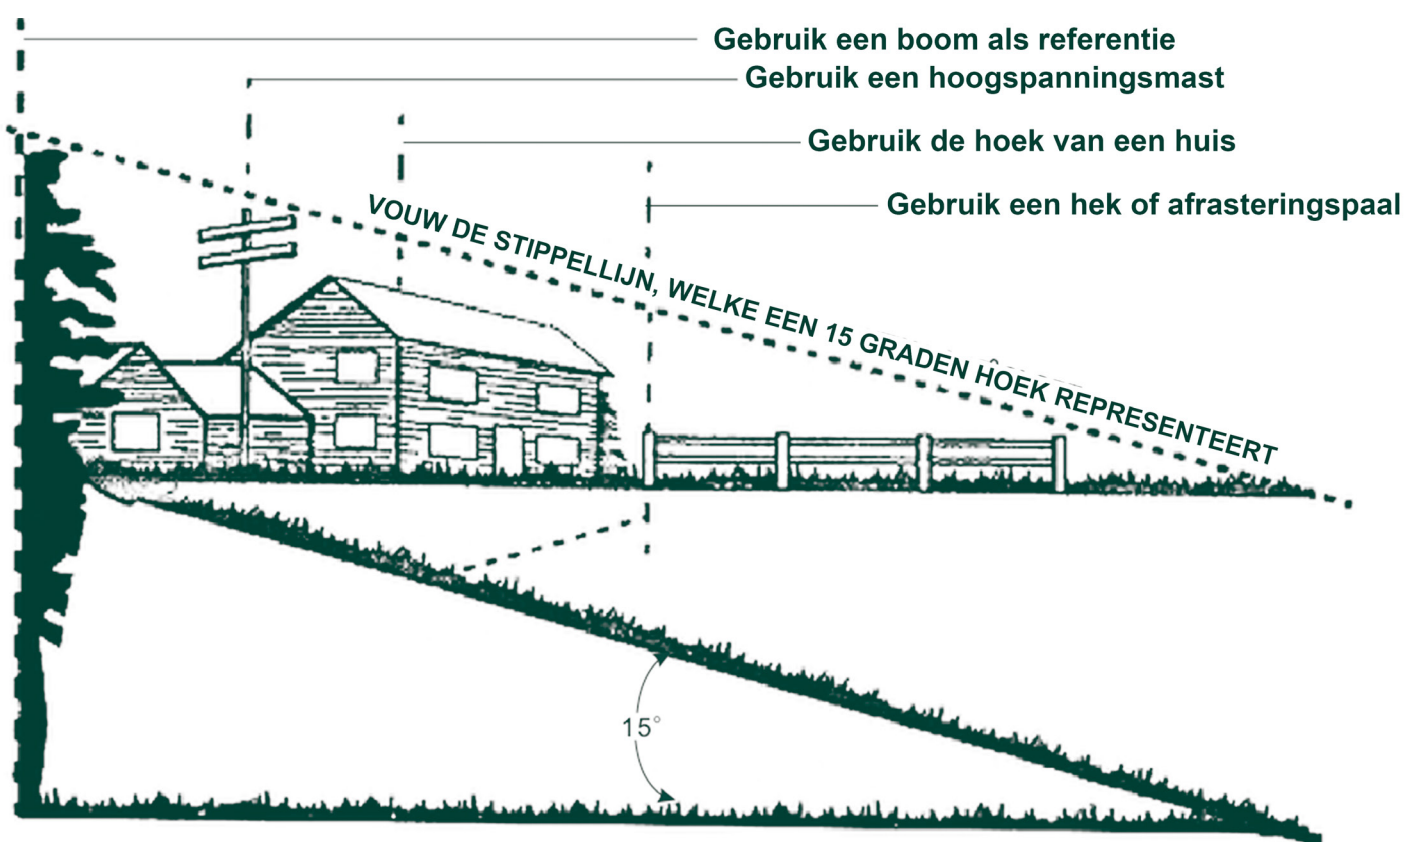 Gebruik een boom als referentie
Gebruik een hoogspanningsmast
Gebruik de hoek van een huis
Gebruik een hek of afrasteringspaal
VOUW DE STIPPELLIJN, WELKE EEN 15 GRADEN HOEK REPRESENTEERT
15°